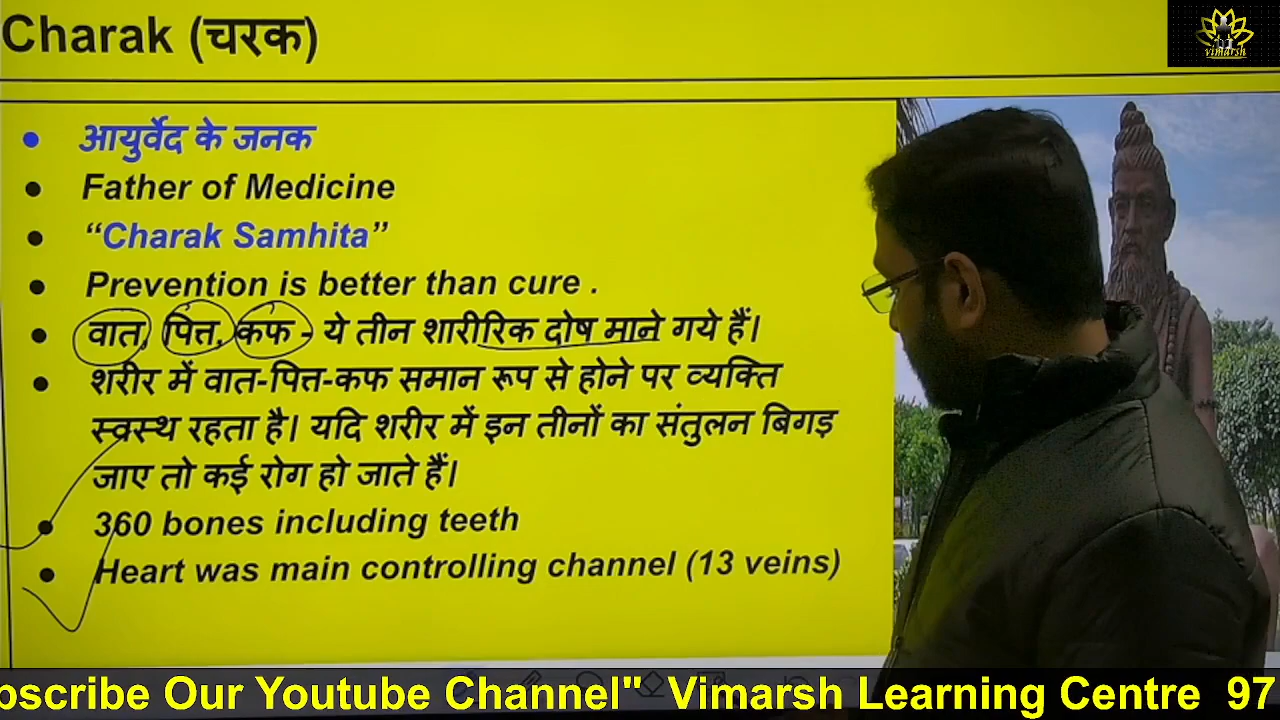 Charak (चरक)
vimarsh
आयुर्वेद के जनक
Father of Medicine
“Charak Samhita”
Prevention is better than cure .
वात, पित्त, कफ - ये तीन शारीरिक दोष माने गये हैं।
शरीर में वात-पित्त-कफ समान रूप से होने पर व्यक्ति
स्वस्थ रहता है। यदि शरीर में इन तीनों का संतुलन बिगड़
जाए तो कई रोग हो जाते हैं।
360 bones including teeth
Heart was main controlling channel (13 veins)
bscribe Our Youtube Channel" Vimarsh Learning Centre 97